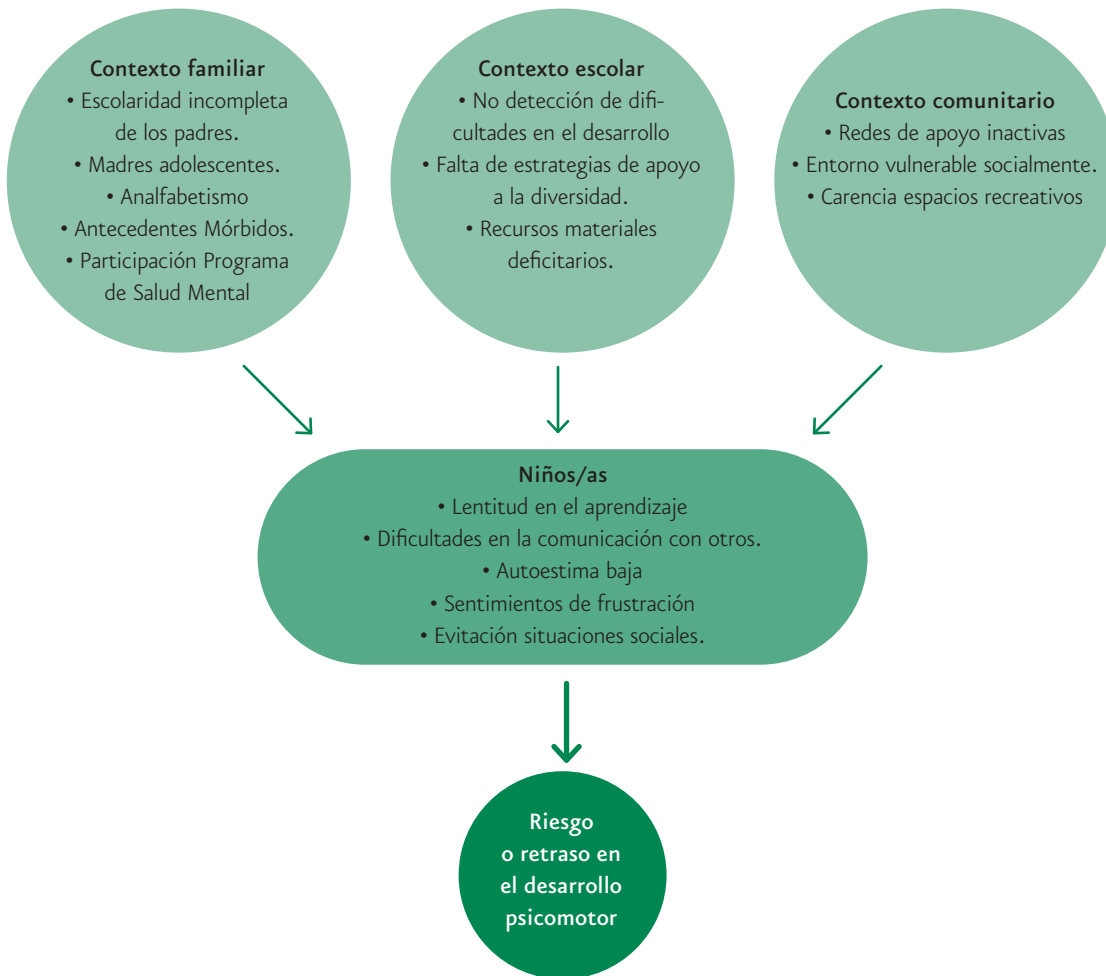 Contexto familiar
• Escolaridad incompleta
de los padres.
• Madres adolescentes.
• Analfabetismo
• Antecedentes Mórbidos.
• Participación Programa
de Salud Mental
Contexto escolar
• No detección de difi-
cultades en el desarrollo
• Falta de estrategias de apoyo
a la diversidad.
• Recursos materiales
deficitarios.
Contexto comunitario
• Redes de apoyo inactivas
• Entorno vulnerable socialmente.
• Carencia espacios recreativos
Niños/as
• Lentitud en el aprendizaje
• Dificultades en la comunicación con otros.
• Autoestima baja
• Sentimientos de frustración
• Evitación situaciones sociales.
Riesgo
o retraso en
el desarrollo
psicomotor